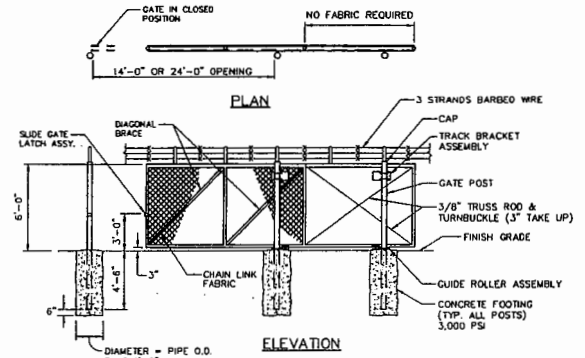 GATE IN CLOSED
POSITION
NO FABRIC REQUIRED
14'-0" OR 24'-0" OPENING
PLAN
3 STRANDS BARBED WIRE
CAP
TRACK BRACKET
ASSEMBLY
DIAGONAL
BRACE
SLIDE GATE
LATCH ASSY.
GATE POST
3/8" TRUSS ROD &
TURNBUCKLE (3" TAKE UP)
FINISH GRADE
6'-0"
3'-0"
4'-6"
3"
6"
CHAIN LINK
FABRIC
GUIDE ROLLER ASSEMBLY
CONCRETE FOOTING
(TYP. ALL POSTS)
3,000 PSI
ELEVATION
DIAMETER = PIPE O.D.